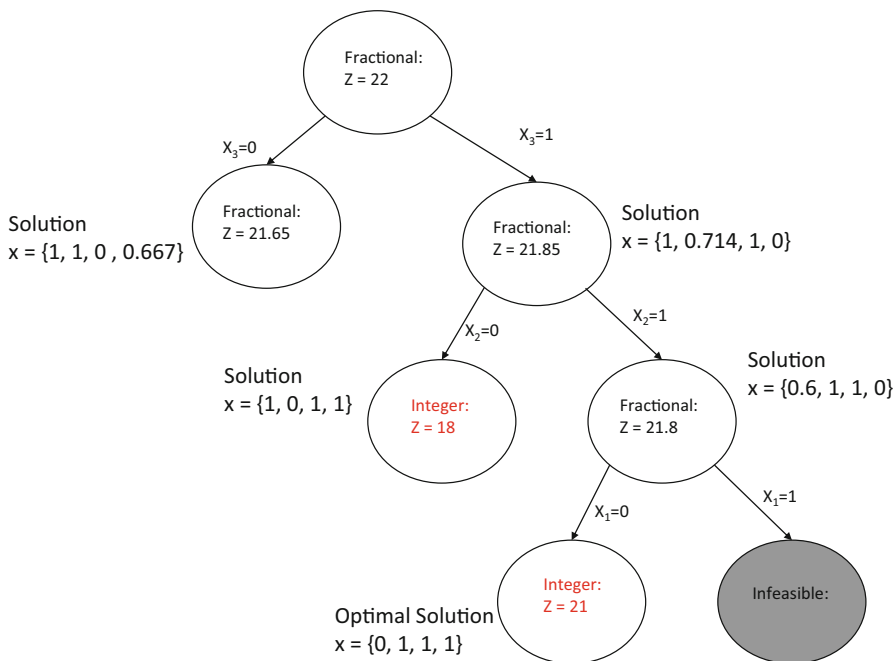 Fractional:
Z = 22
X₃=0
X₃=1
Fractional:
Z = 21.65
Solution
x = {1, 1, 0 , 0.667}
Fractional:
Z = 21.85
Solution
x = {1, 0.714, 1, 0}
X₂=0
X₂=1
Solution
x = {1, 0, 1, 1}
Integer:
Z = 18
Fractional:
Z = 21.8
Solution
x = {0.6, 1, 1, 0}
X₁=0
X₁=1
Integer:
Z = 21
Optimal Solution
x = {0, 1, 1, 1}
Infeasible: